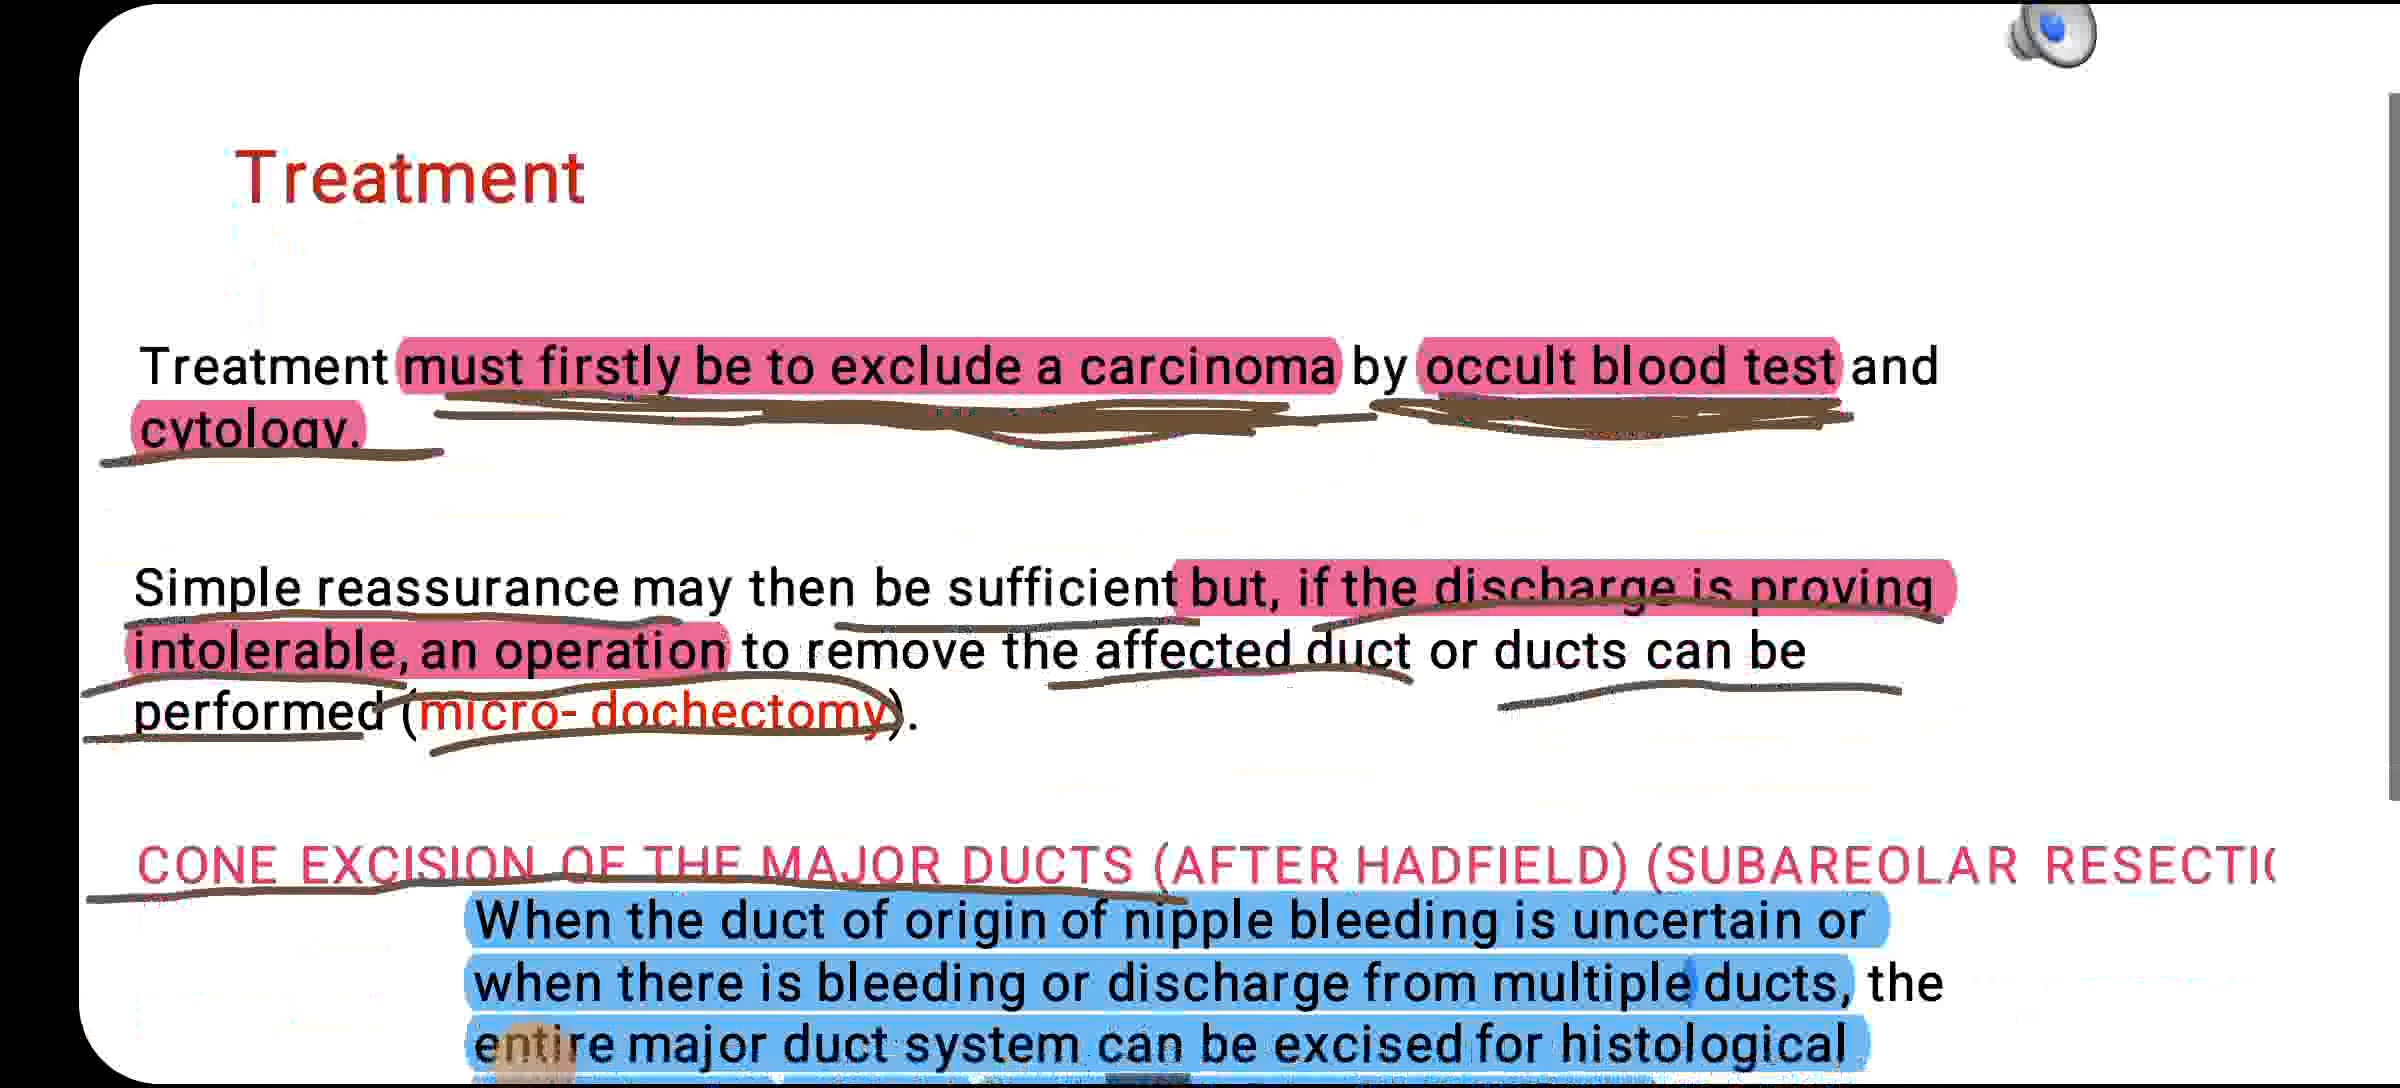 Treatment
Treatment must firstly be to exclude a carcinoma by occult blood test and
cytology.
Simple reassurance may then be sufficient but, if the discharge is proving
intolerable, an operation to remove the affected duct or ducts can be
performed (micro- dochectomy).
CONE EXCISION OF THE MAJOR DUCTS (AFTER HADFIELD) (SUBAREOLAR RESECTI
When the duct of origin of nipple bleeding is uncertain or
when there is bleeding or discharge from multiple ducts, the
entire major duct system can be excised for histological